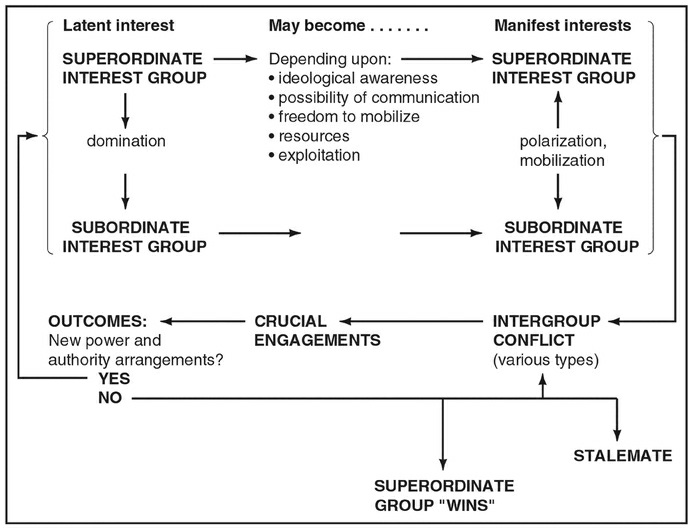 Latent interest
May become . . . . . . .
Manifest interests
SUPERORDINATE
INTEREST GROUP
Depending upon:
• ideological awareness
• possibility of communication
• freedom to mobilize
• resources
• exploitation
SUPERORDINATE
INTEREST GROUP
domination
polarization,
mobilization
SUBORDINATE
INTEREST GROUP
SUBORDINATE
INTEREST GROUP
OUTCOMES:
New power and
authority arrangements?
YES
NO
CRUCIAL
ENGAGEMENTS
INTERGROUP
CONFLICT
(various types)
STALEMATE
SUPERORDINATE
GROUP "WINS"